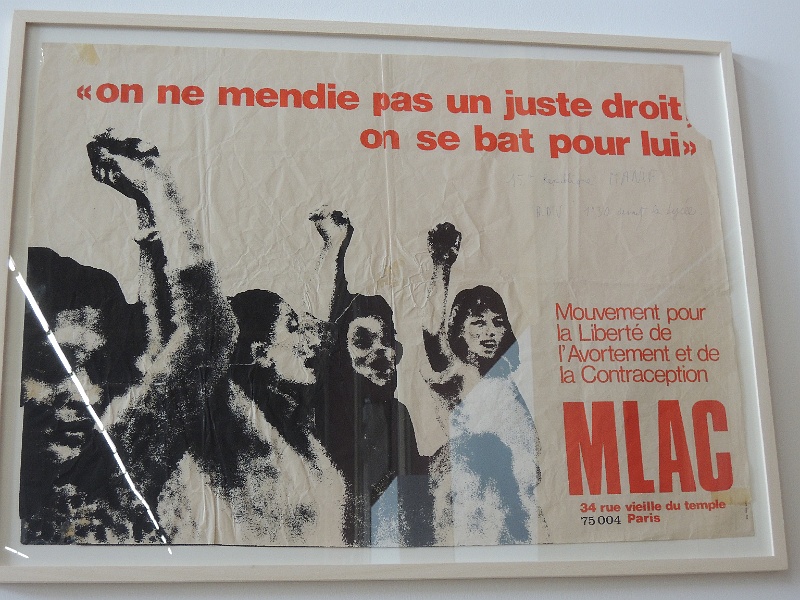 «on ne mendie pas un juste droit,
on se bat pour lui»
Mouvement pour
la Liberté de
l'Avortement et de
la Contraception
MLAC
34 rue vieille du temple
75004 Paris